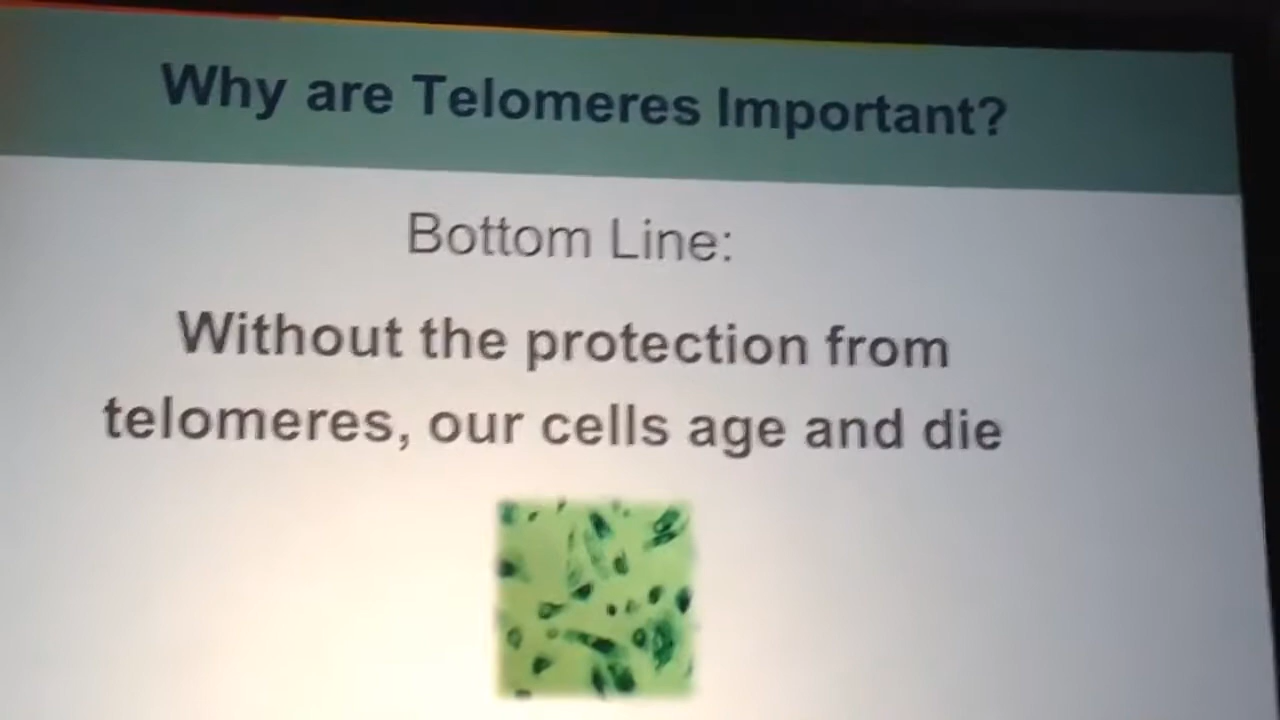 Why are Telomeres Important?
Bottom Line:
Without the protection from
telomeres, our cells age and die